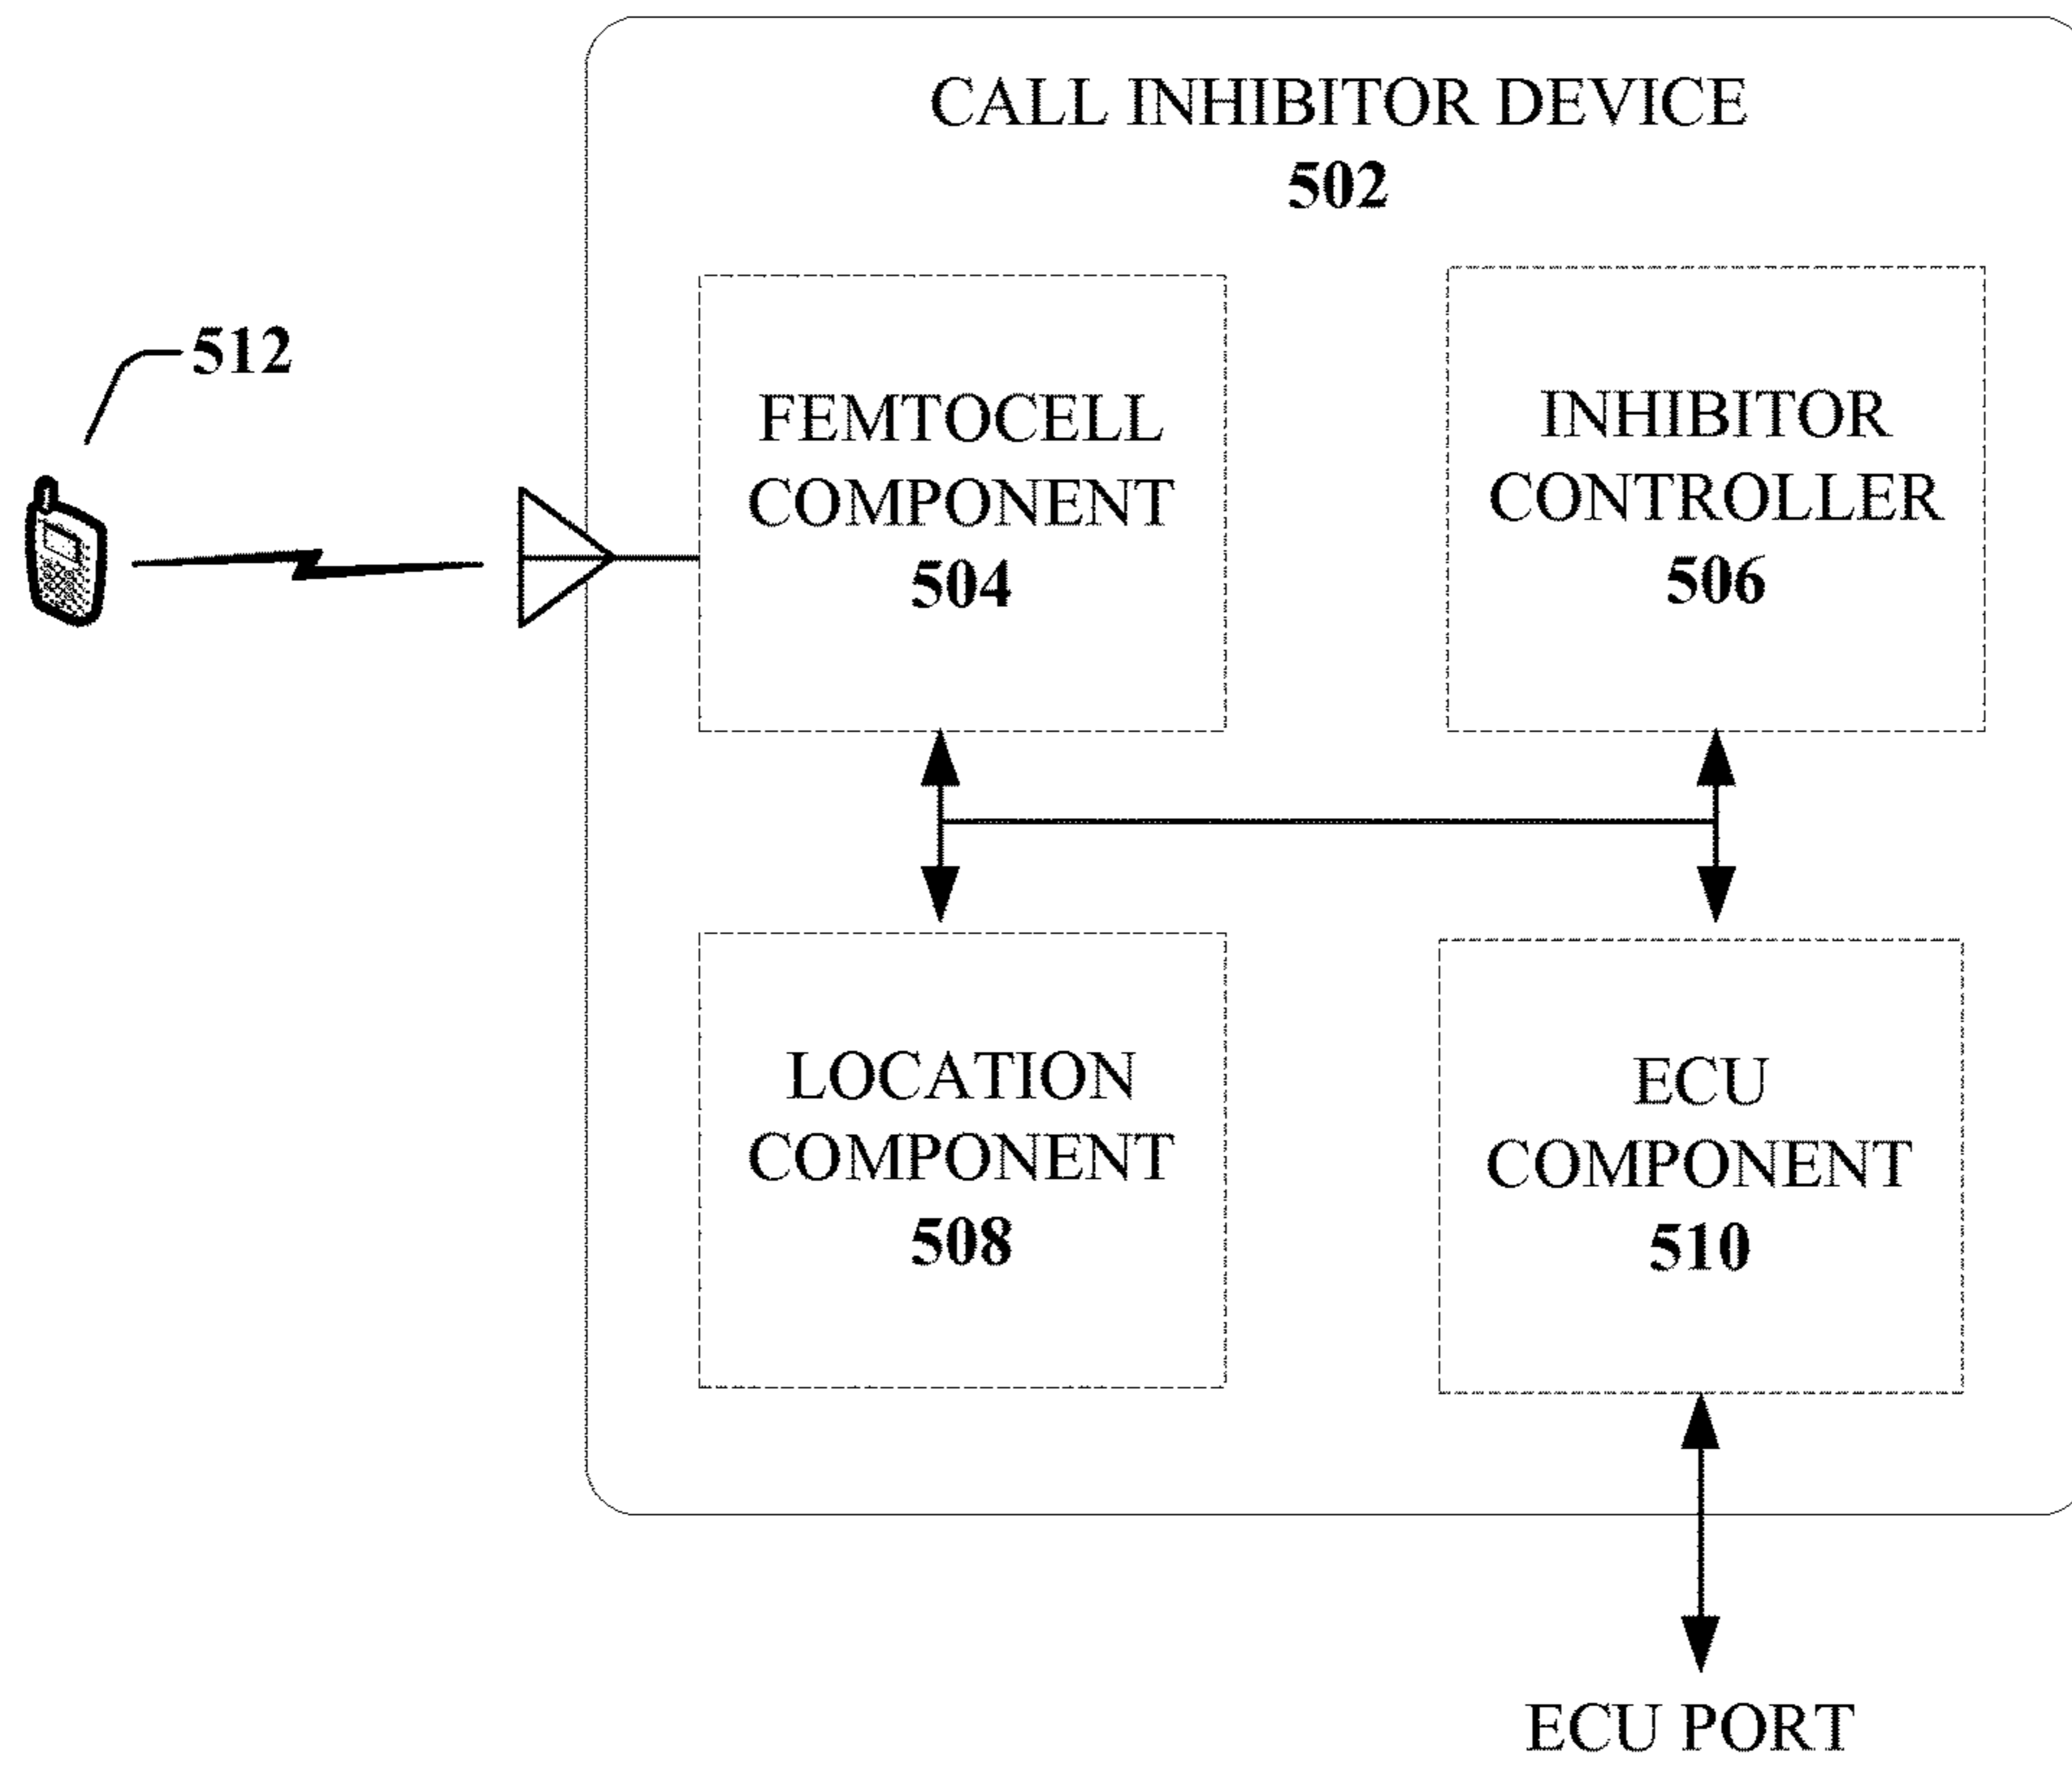 CALL INHIBITOR DEVICE
502
512
FEMTOCELL
COMPONENT
504
INHIBITOR
CONTROLLER
506
LOCATION
COMPONENT
508
ECU
COMPONENT
510
ECU PORT